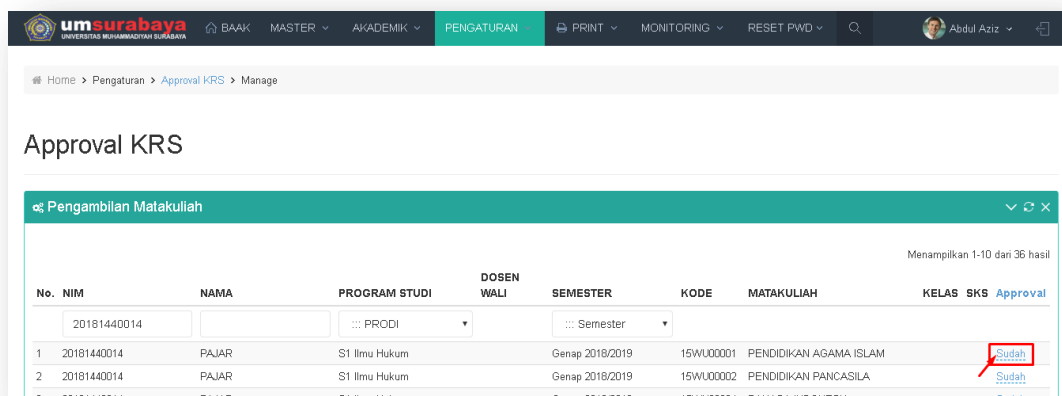 umsurabaya
UNIVERSITAS MUHAMMADIYAH SURABAYA
BAAK MASTER AKADEMIK PENGATURAN PRINT MONITORING RESET PWD Abdul Aziz
Home > Pengaturan > Approval KRS > Manage
Approval KRS
Pengambilan Matakuliah
Menampilkan 1-10 dari 36 hasil
No. NIM NAMA PROGRAM STUDI DOSEN WALI SEMESTER KODE MATAKULIAH KELAS SKS Approval
20181440014 ::: PRODI ::: Semester
1 20181440014 PAJAR S1 Ilmu Hukum Genap 2018/2019 15WU00001 PENDIDIKAN AGAMA ISLAM Sudah
2 20181440014 PAJAR S1 Ilmu Hukum Genap 2018/2019 15WU00002 PENDIDIKAN PANCASILA Sudah